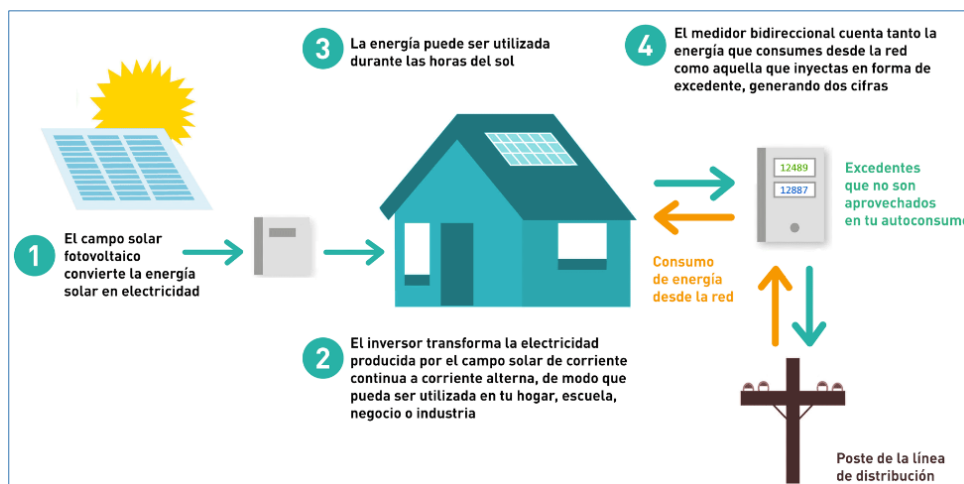 1
El campo solar
fotovoltaico
convierte la energía
solar en electricidad
2
El inversor transforma la electricidad
producida por el campo solar de corriente
continua a corriente alterna, de modo que
pueda ser utilizada en tu hogar, escuela,
negocio o industria
3
La energía puede ser utilizada
durante las horas del sol
4
El medidor bidireccional cuenta tanto la
energía que consumes desde la red
como aquella que inyectas en forma de
excedente, generando dos cifras
12489
12887
Excedentes
que no son
aprovechados
en tu autoconsumo
Consumo
de energía
desde la red
Poste de la línea
de distribución